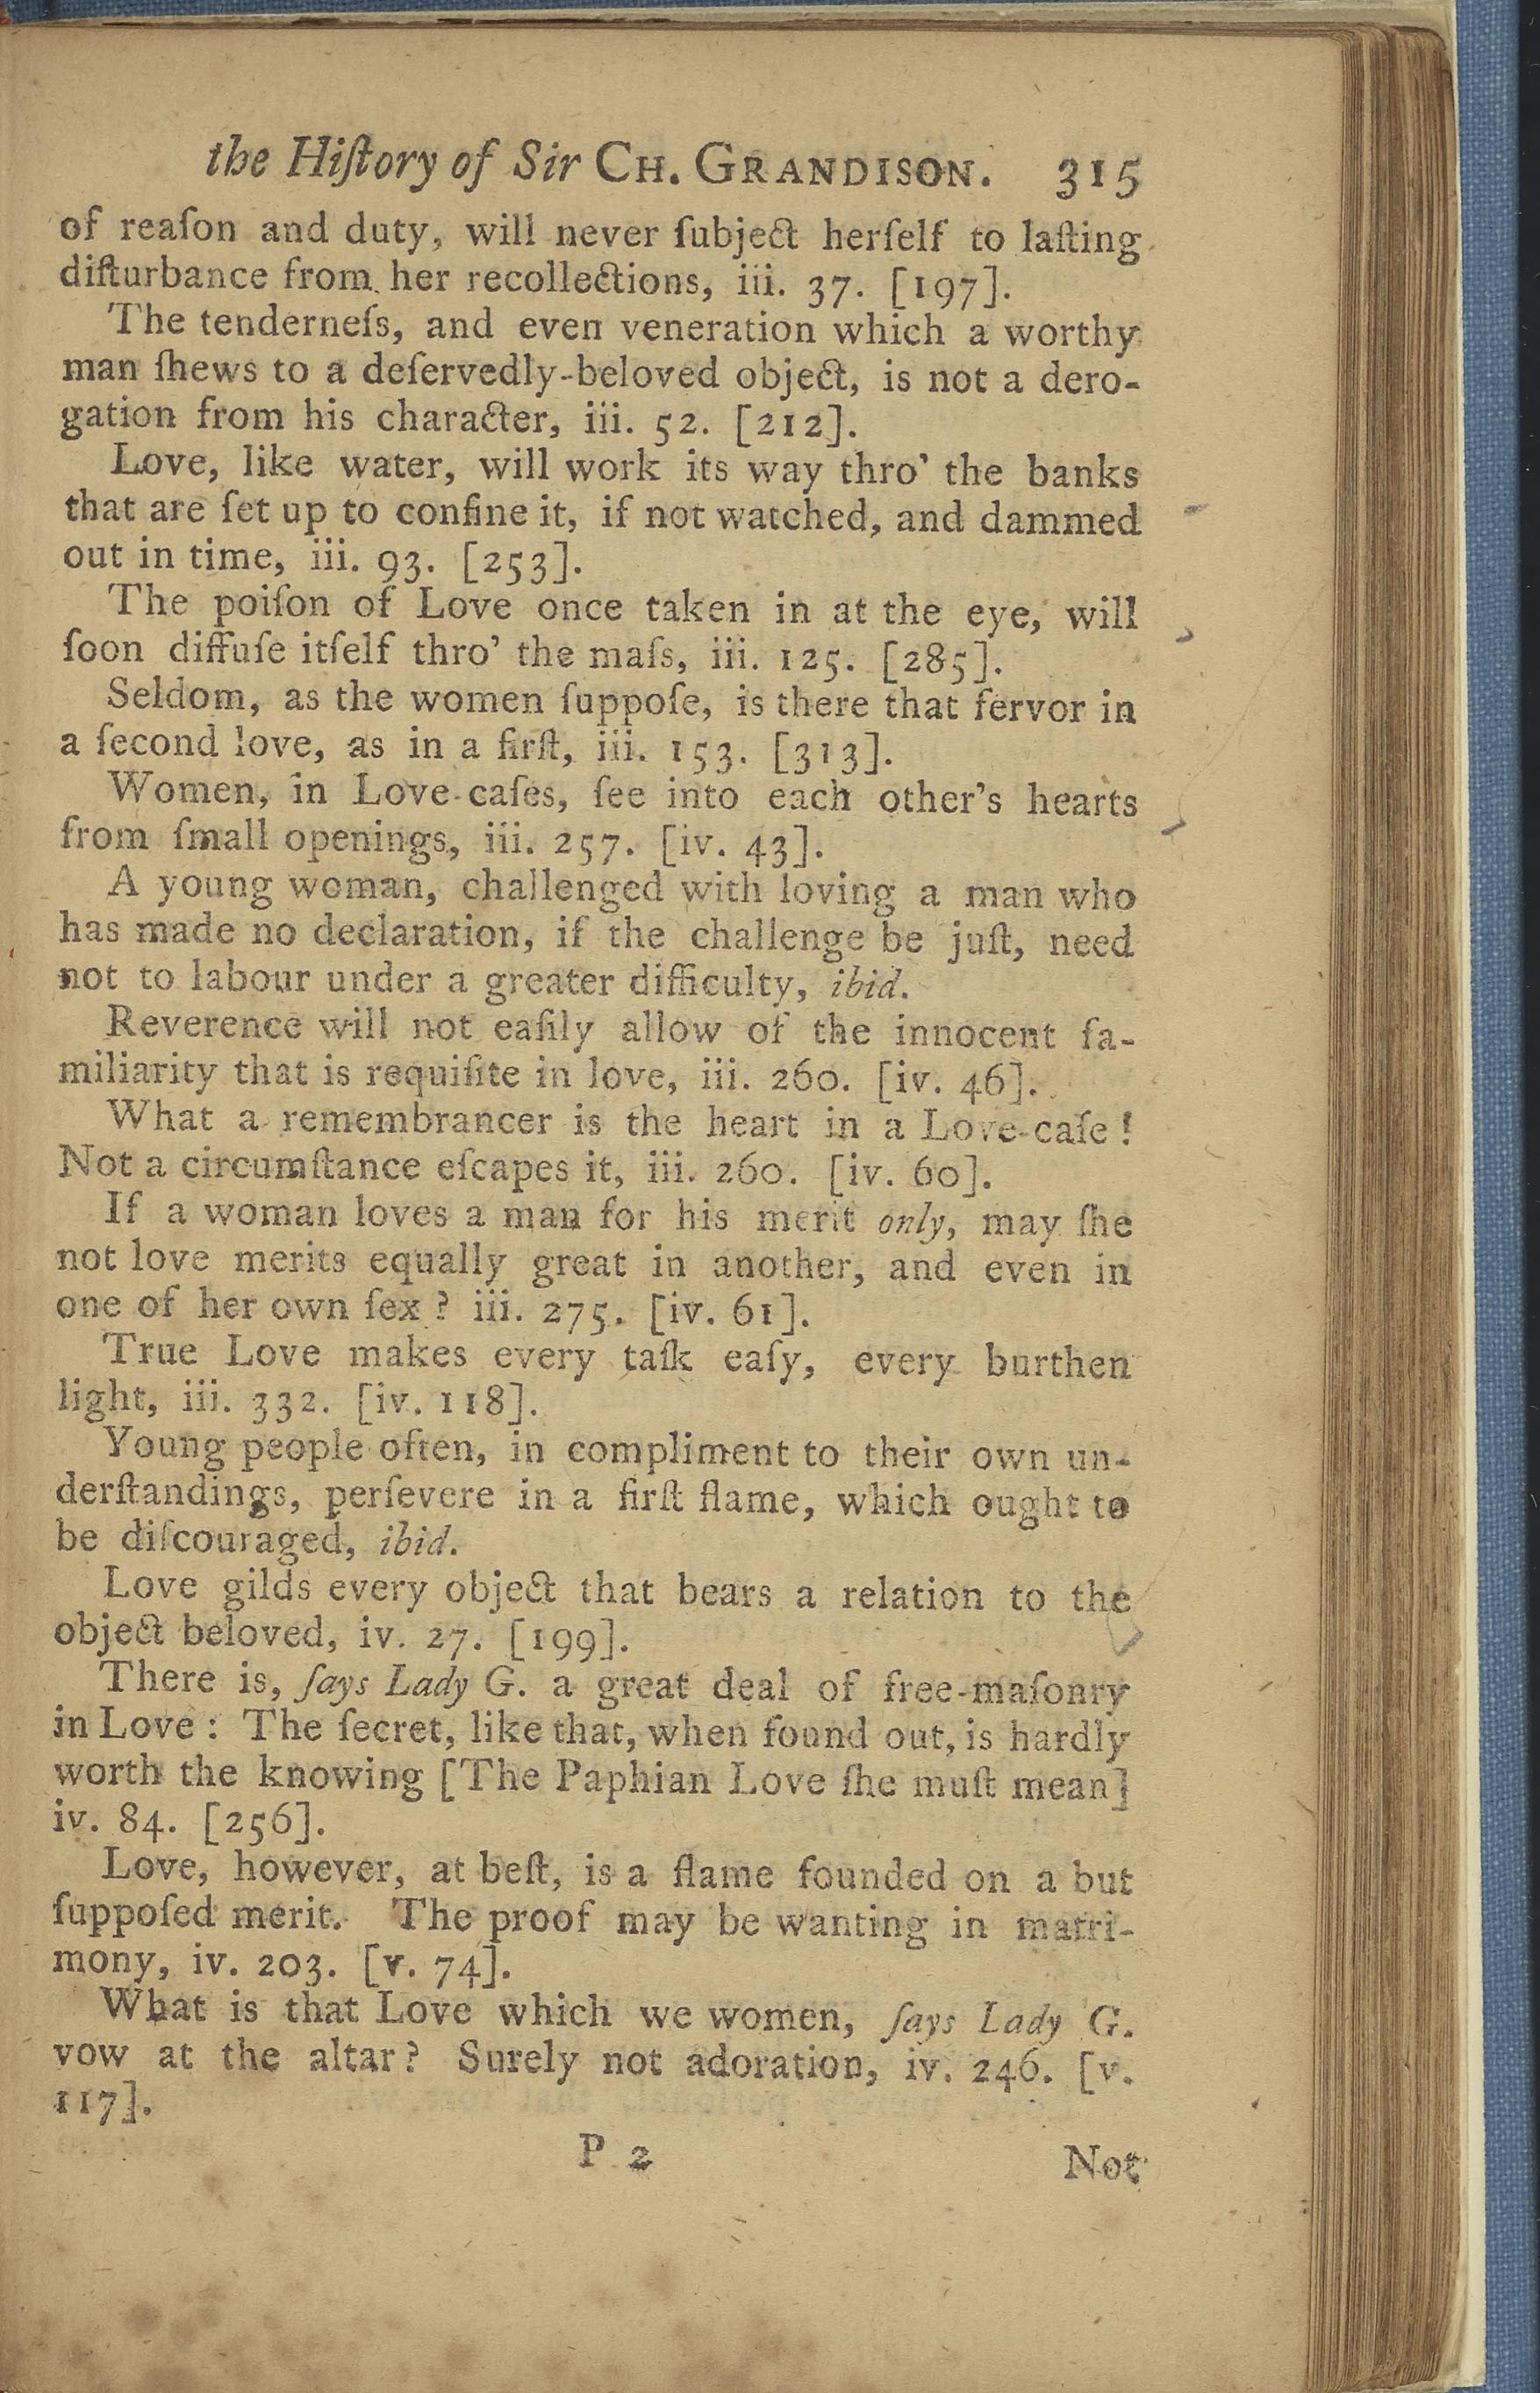 the Hiſtory of Sir CH. GRANDISON. 315
of reaſon and duty, will never ſubject herſelf to laſting
diſturbance from her recollections, iii. 37. [197].
The tenderneſs, and even veneration which a worthy
man ſhews to a deſervedly-beloved object, is not a dero-
gation from his character, iii. 52. [212].
Love, like water, will work its way thro' the banks
that are ſet up to confine it, if not watched, and dammed
out in time, iii. 93. [253].
The poiſon of Love once taken in at the eye, will
ſoon diffuſe itſelf thro' the maſs, iii. 125. [285].
Seldom, as the women ſuppoſe, is there that fervor in
a ſecond love, as in a firſt, iii. 153. [313].
Women, in Love-caſes, ſee into each other's hearts
from ſmall openings, iii. 257. [iv. 43].
A young woman, challenged with loving a man who
has made no declaration, if the challenge be juſt, need
not to labour under a greater difficulty, ibid.
Reverence will not eaſily allow of the innocent fa-
miliarity that is requiſite in love, iii. 260. [iv. 46].
What a remembrancer is the heart in a Love-caſe!
Not a circumſtance eſcapes it, iii. 260. [iv. 60].
If a woman loves a man for his merit only, may ſhe
not love merits equally great in another, and even in
one of her own ſex? iii. 275. [iv. 61].
True Love makes every taſk eaſy, every burthen
light, iii. 332. [iv. 118].
Young people often, in compliment to their own un-
derſtandings, perſevere in a firſt flame, which ought to
be diſcouraged, ibid.
Love gilds every object that bears a relation to the
object beloved, iv. 27. [199].
There is, ſays Lady G. a great deal of free-maſonry
in Love: The ſecret, like that, when found out, is hardly
worth the knowing [The Paphian Love ſhe muſt mean]
iv. 84. [256].
Love, however, at beſt, is a flame founded on a but
ſuppoſed merit. The proof may be wanting in matri-
mony, iv. 203. [v. 74].
What is that Love which we women, ſays Lady G.
vow at the altar? Surely not adoration, iv. 246. [v.
117].
P 2 Not